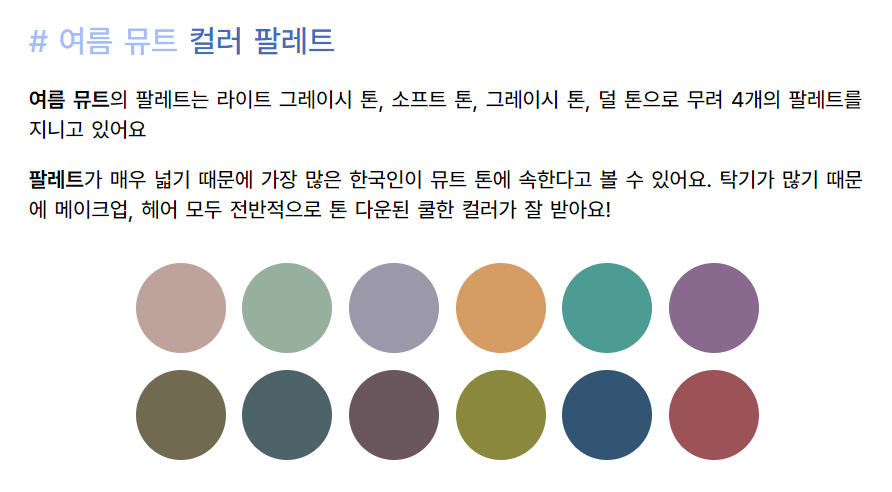 # 여름 뮤트 컬러 팔레트
여름 뮤트의 팔레트는 라이트 그레이시 톤, 소프트 톤, 그레이시 톤, 덜 톤으로 무려 4개의 팔레트를
지니고 있어요
팔레트가 매우 넓기 때문에 가장 많은 한국인이 뮤트 톤에 속한다고 볼 수 있어요. 탁기가 많기 때문
에 메이크업, 헤어 모두 전반적으로 톤 다운된 쿨한 컬러가 잘 받아요!